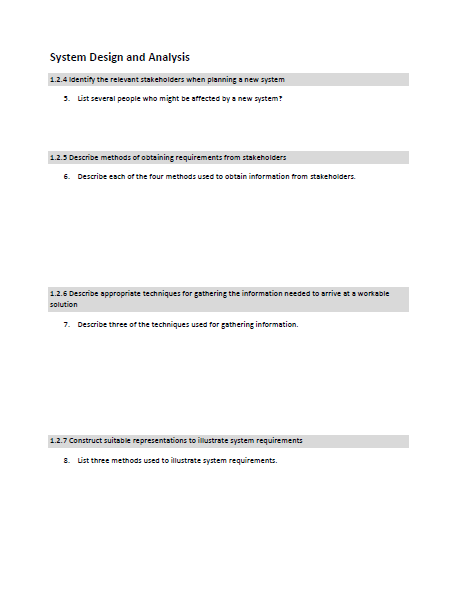 System Design and Analysis
1.2.4 Identify the relevant stakeholders when planning a new system
5. List several people who might be affected by a new system?
1.2.5 Describe methods of obtaining requirements from stakeholders
6. Describe each of the four methods used to obtain information from stakeholders.
1.2.6 Describe appropriate techniques for gathering the information needed to arrive at a workable
solution
7. Describe three of the techniques used for gathering information.
1.2.7 Construct suitable representations to illustrate system requirements
8. List three methods used to illustrate system requirements.